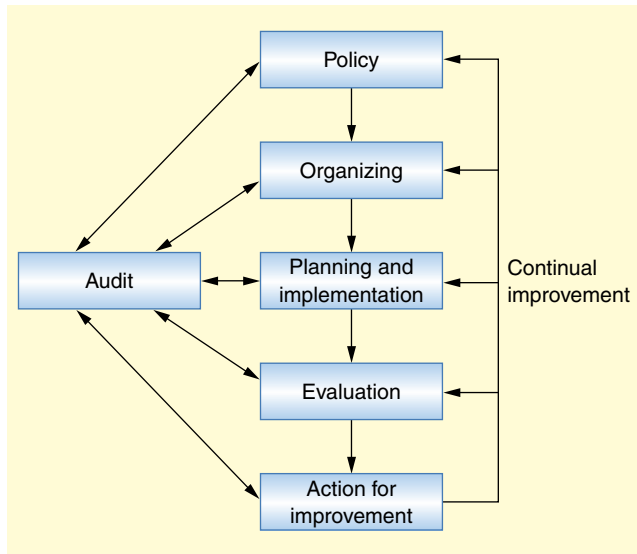 Policy
Organizing
Audit
Planning and
implementation
Continual
improvement
Evaluation
Action for
improvement